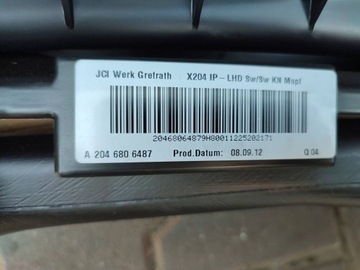 JCI Werk Grefrath X204 IP-LHD Sw/Sw KN Mopf
20468064879H80011225202171
A 204 680 6487 Prod.Datum: 08.09.12 Q 04